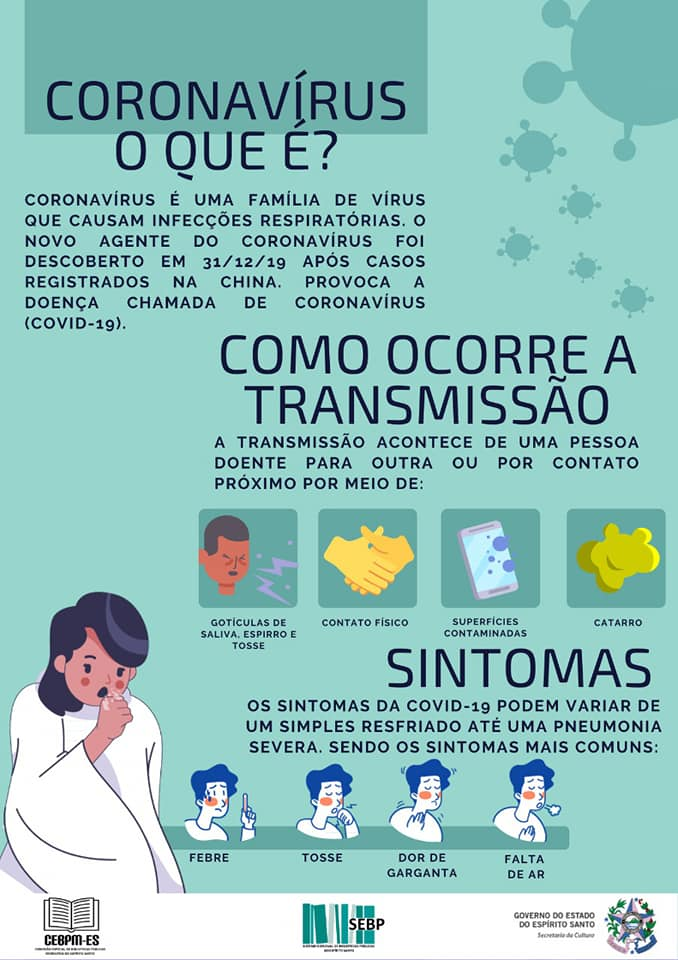 CORONAVÍRUS
O QUE É?
CORONAVÍRUS É UMA FAMÍLIA DE VÍRUS
QUE CAUSAM INFECÇÕES RESPIRATÓRIAS. O
NOVO AGENTE DO CORONAVÍRUS FOI
DESCOBERTO EM 31/12/19 APÓS CASOS
REGISTRADOS NA CHINA. PROVOCA A
DOENÇA CHAMADA DE CORONAVÍRUS
(COVID-19).
COMO OCORRE A
TRANSMISSÃO
A TRANSMISSÃO ACONTECE DE UMA PESSOA
DOENTE PARA OUTRA OU POR CONTATO
PRÓXIMO POR MEIO DE:
GOTÍCULAS DE
SALIVA, ESPIRRO E
TOSSE
CONTATO FÍSICO
SUPERFÍCIES
CONTAMINADAS
CATARRO
SINTOMAS
OS SINTOMAS DA COVID-19 PODEM VARIAR DE
UM SIMPLES RESFRIADO ATÉ UMA PNEUMONIA
SEVERA. SENDO OS SINTOMAS MAIS COMUNS:
FEBRE
TOSSE
DOR DE
GARGANTA
FALTA
DE AR
CEBPM-ES
SEBP
GOVERNO DO ESTADO
DO ESPÍRITO SANTO
Secretaria da Cultura